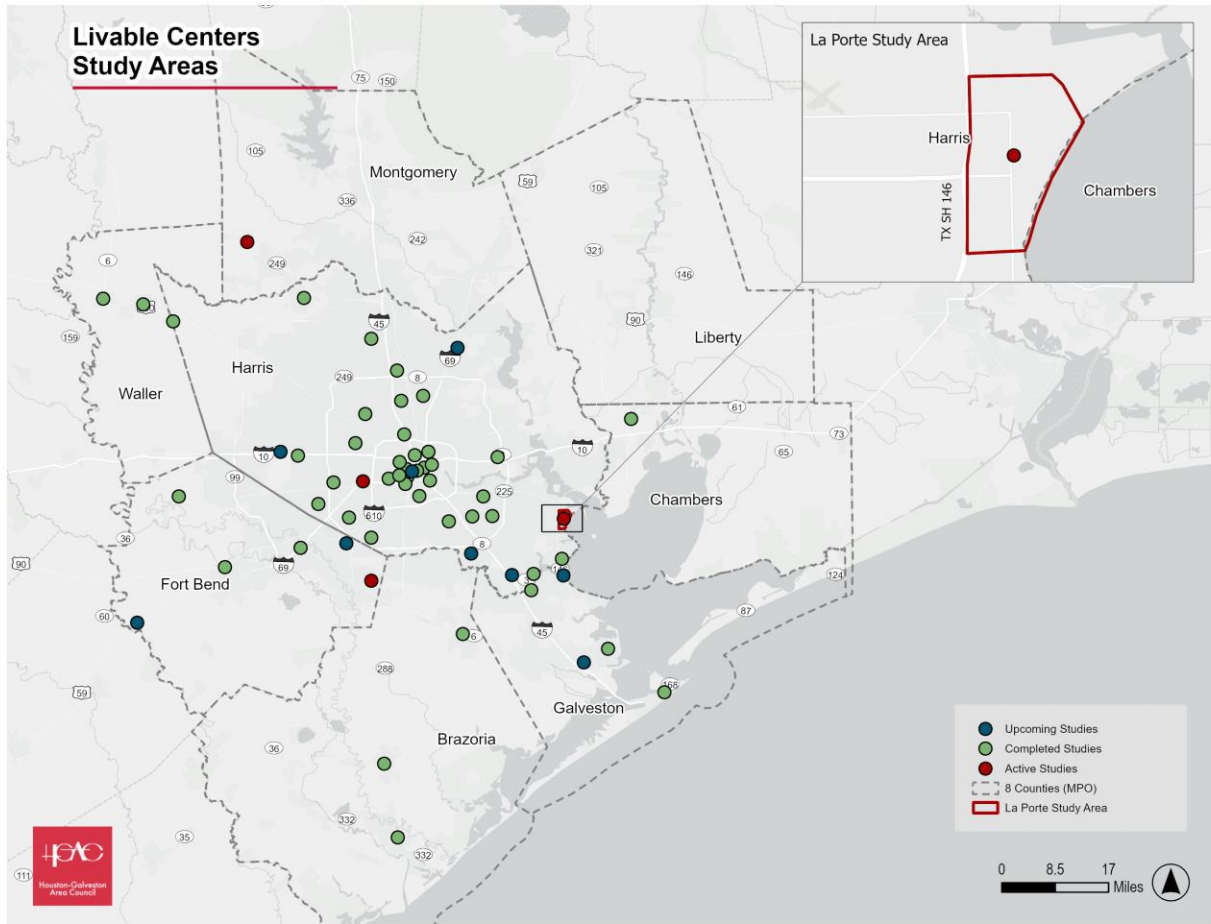 Livable Centers
Study Areas
La Porte Study Area
Harris
Chambers
TX SH 146
75
150
105
Montgomery
59
105
336
242
321
249
146
6
45
90
159
Liberty
69
Harris
249
8
Waller
61
73
10
10
65
99
225
Chambers
610
36
8
90
69
Fort Bend
124
60
87
6
45
288
59
168
Galveston
36
Brazoria
332
35
332
111
Upcoming Studies
Completed Studies
Active Studies
8 Counties (MPO)
La Porte Study Area
0 8.5 17
Miles
HGAC
Houston-Galveston
Area Council